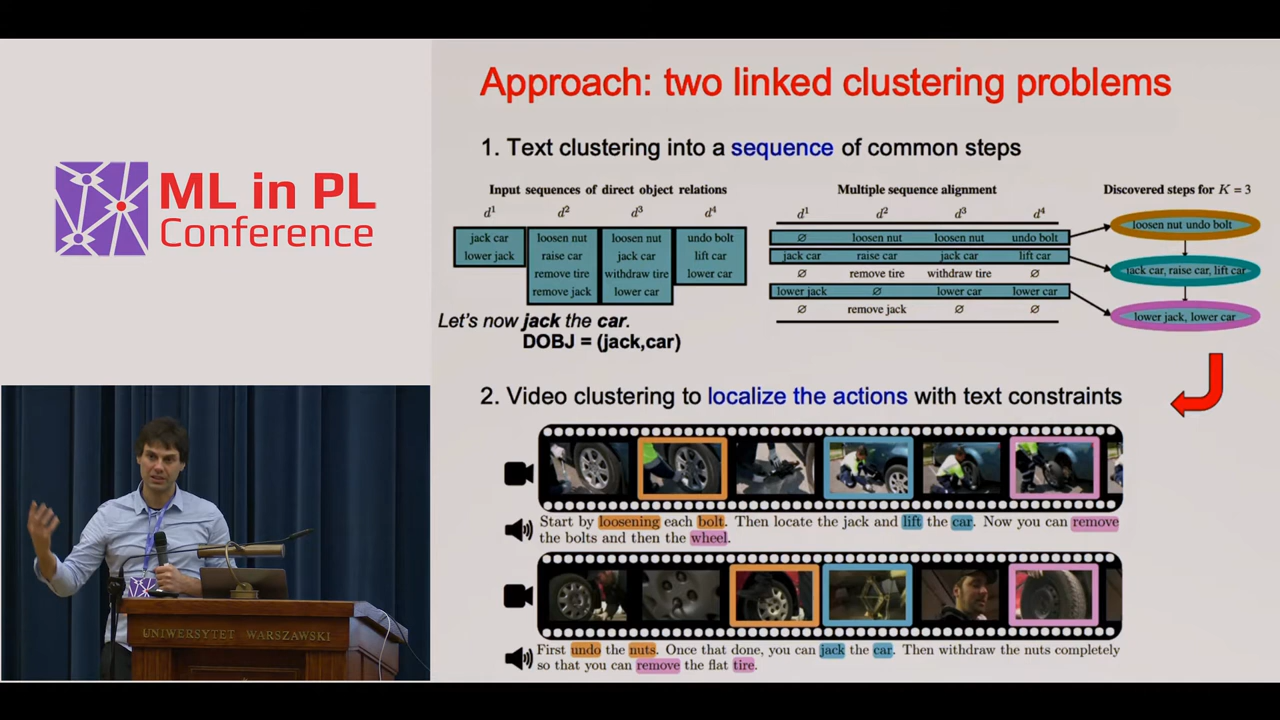 ML in PL
Conference
UNIWERSYTET WARSZAWSKI
Approach: two linked clustering problems
1. Text clustering into a sequence of common steps
Input sequences of direct object relations
d¹ d² d³ d⁴
jack car loosen nut loosen nut undo bolt
lower jack raise car jack car lift car
remove tire withdraw tire lower car
remove jack lower car
Let's now jack the car.
DOBJ = (jack,car)
Multiple sequence alignment
d¹ d² d³ d⁴
∅ loosen nut loosen nut undo bolt
jack car raise car jack car lift car
∅ remove tire withdraw tire ∅
lower jack ∅ lower car lower car
∅ remove jack ∅ ∅
Discovered steps for K = 3
loosen nut undo bolt
jack car, raise car, lift car
lower jack, lower car
2. Video clustering to localize the actions with text constraints
Start by loosening each bolt. Then locate the jack and lift the car. Now you can remove
the bolts and then the wheel.
First undo the nuts. Once that done, you can jack the car. Then withdraw the nuts completely
so that you can remove the flat tire.